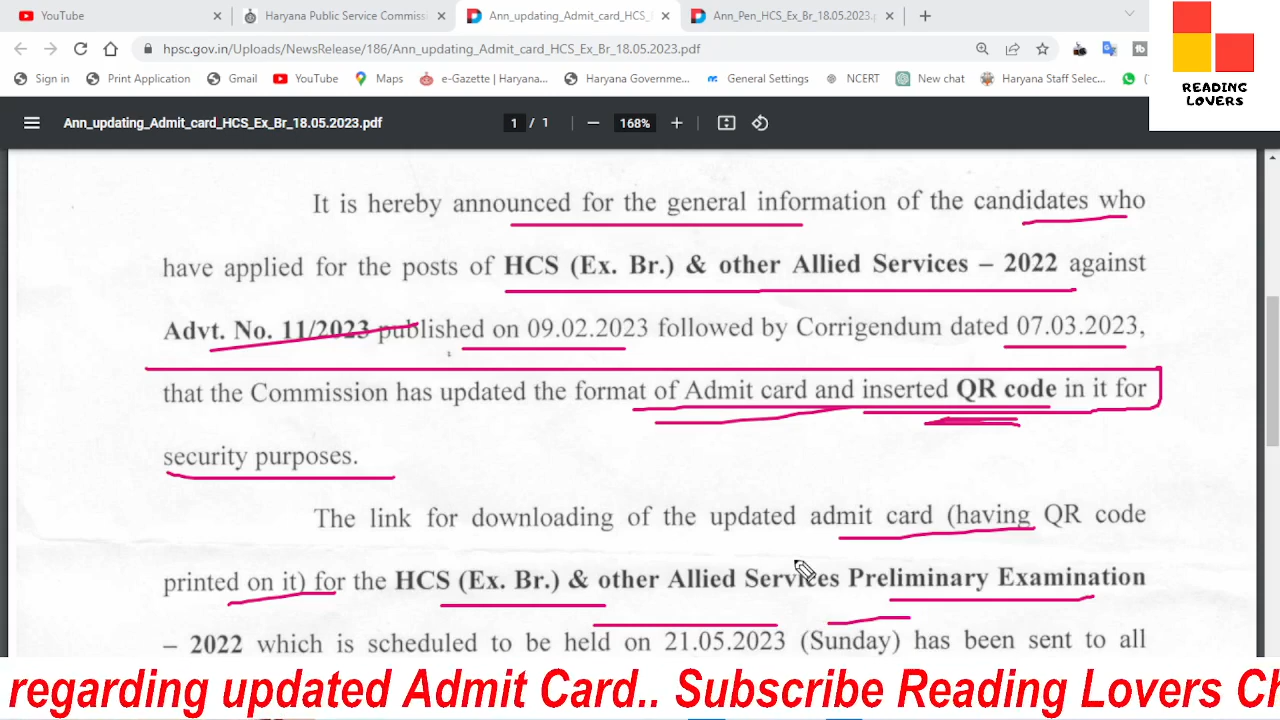 YouTube
Haryana Public Service Commissi
Ann_updating_Admit_card_HCS_
Ann_Pen_HCS_Ex_Br_18.05.2023.p
hpsc.gov.in/Uploads/NewsRelease/186/Ann_updating_Admit_card_HCS_Ex_Br_18.05.2023.pdf
Sign in Print Application Gmail YouTube Maps e-Gazette | Haryana... Haryana Governme... General Settings NCERT New chat Haryana Staff Selec...
READING
LOVERS
Ann_updating_Admit_card_HCS_Ex_Br_18.05.2023.pdf 1 / 1 — 168% +
It is hereby announced for the general information of the candidates who
have applied for the posts of HCS (Ex. Br.) & other Allied Services – 2022 against
Advt. No. 11/2023 published on 09.02.2023 followed by Corrigendum dated 07.03.2023,
that the Commission has updated the format of Admit card and inserted QR code in it for
security purposes.
The link for downloading of the updated admit card (having QR code
printed on it) for the HCS (Ex. Br.) & other Allied Services Preliminary Examination
– 2022 which is scheduled to be held on 21.05.2023 (Sunday) has been sent to all
regarding updated Admit Card.. Subscribe Reading Lovers Ch